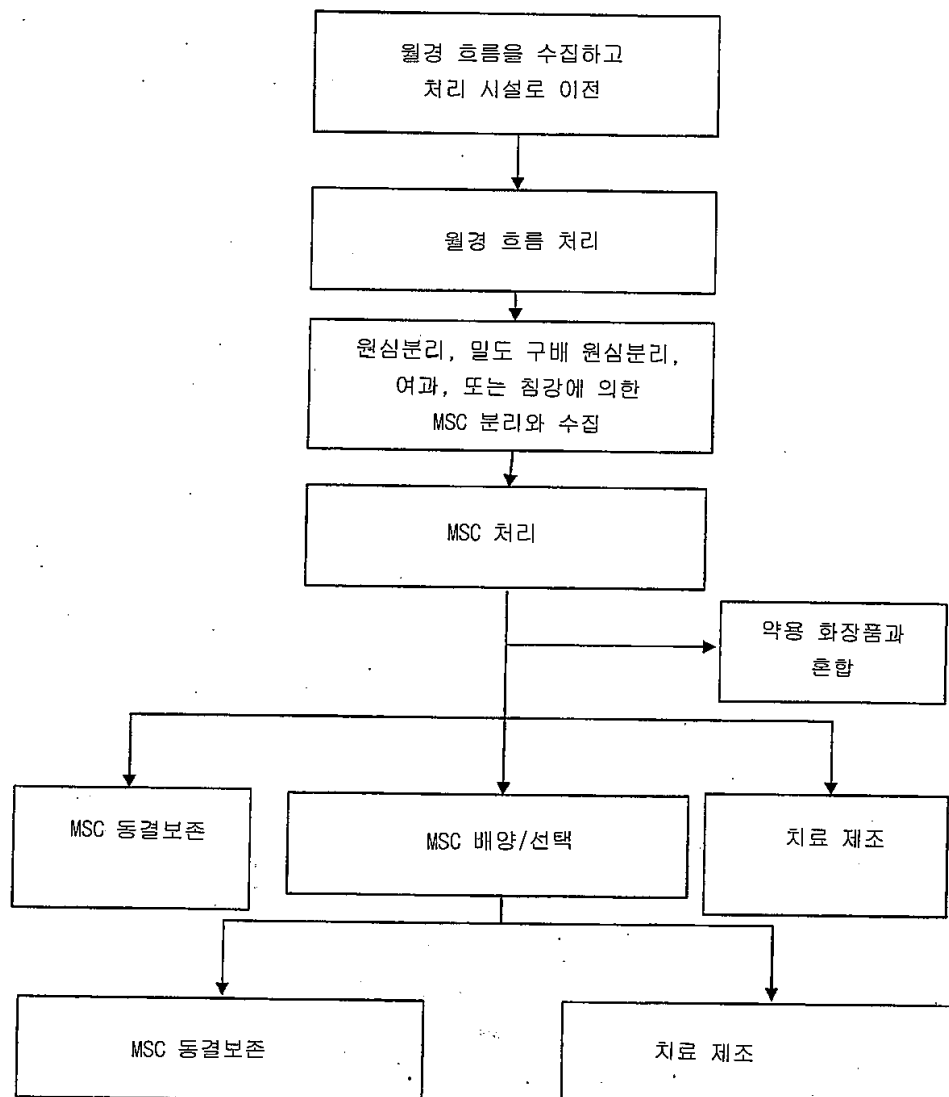 월경 흐름을 수집하고
처리 시설로 이전
월경 흐름 처리
원심분리, 밀도 구배 원심분리,
여과, 또는 침강에 의한
MSC 분리와 수집
MSC 처리
약용 화장품과
혼합
MSC 동결보존
MSC 배양/선택
치료 제조
MSC 동결보존
치료 제조